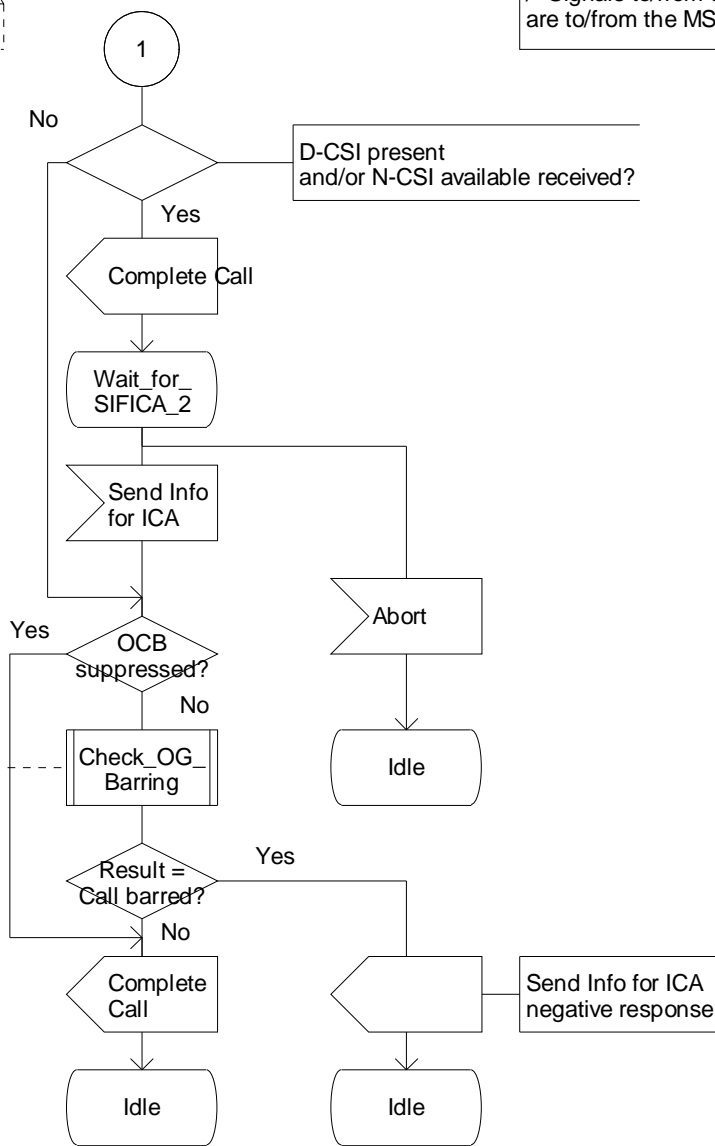 are to/from the MS
1
No
D-CSI present
and/or N-CSI available received?
Yes
Complete Call
Wait_for_
SIFICA_2
Send Info
for ICA
Abort
Yes
OCB
suppressed?
No
Check_OG_
Barring
Idle
Result =
Call barred?
Yes
No
Complete
Call
Send Info for ICA
negative response
Idle
Idle